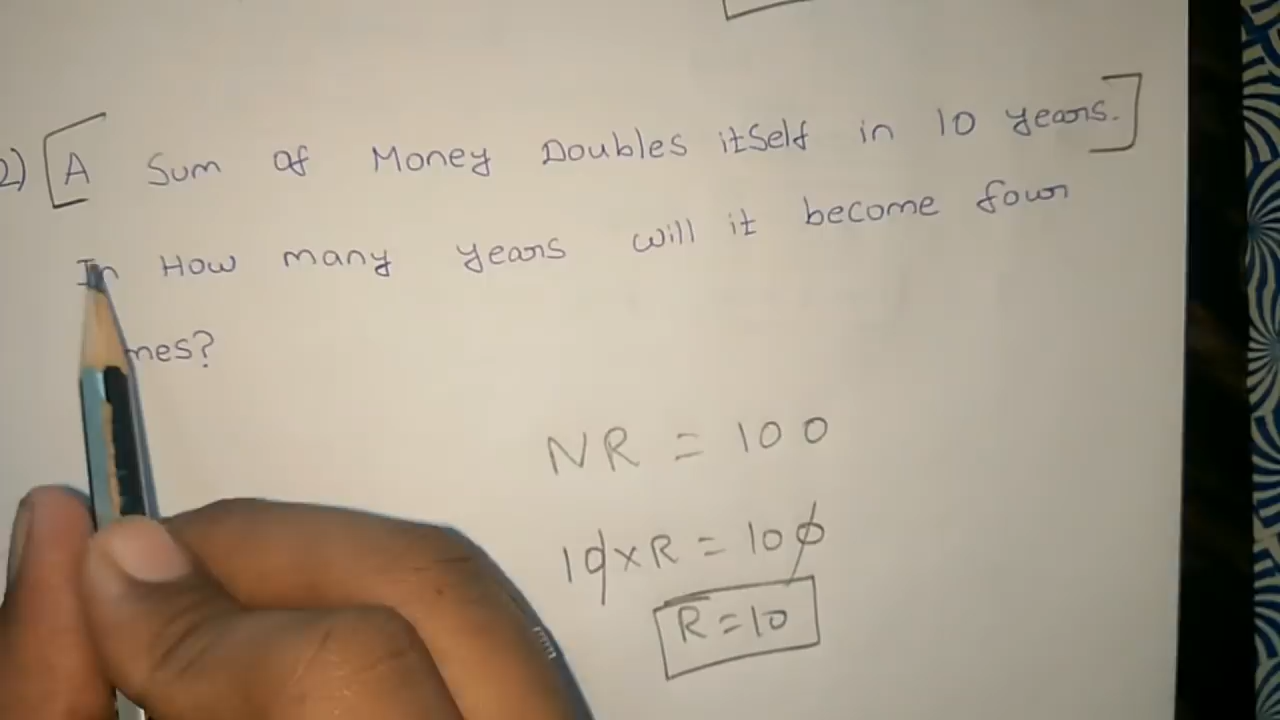 2) [A Sum of Money Doubles itself in 10 years.]
In How many years will it become four
mes?
NR = 100
10×R = 100
R=10